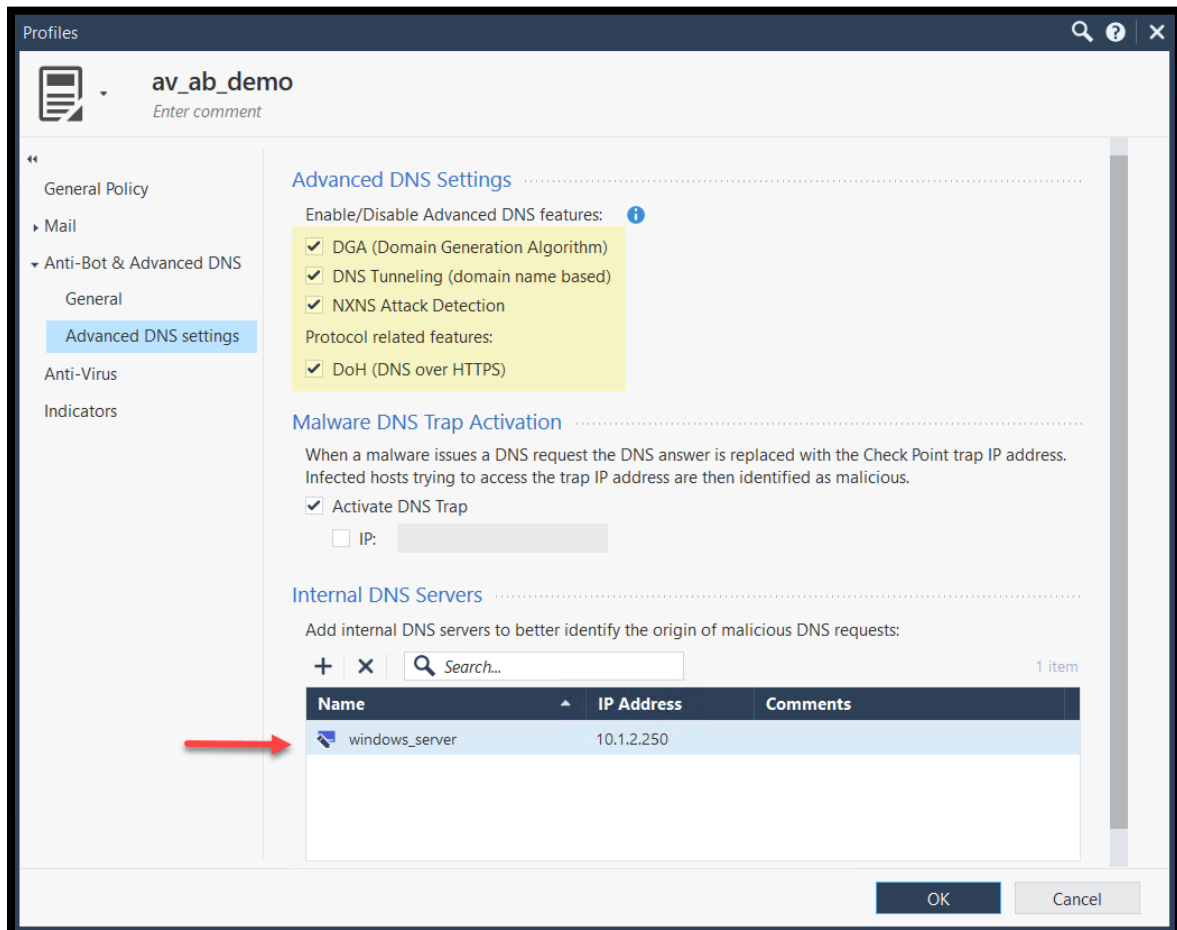 Profiles
av_ab_demo
Enter comment
General Policy
Mail
Anti-Bot & Advanced DNS
General
Advanced DNS settings
Anti-Virus
Indicators
Advanced DNS Settings
Enable/Disable Advanced DNS features:
DGA (Domain Generation Algorithm)
DNS Tunneling (domain name based)
NXNS Attack Detection
Protocol related features:
DoH (DNS over HTTPS)
Malware DNS Trap Activation
When a malware issues a DNS request the DNS answer is replaced with the Check Point trap IP address.
Infected hosts trying to access the trap IP address are then identified as malicious.
Activate DNS Trap
IP:
Internal DNS Servers
Add internal DNS servers to better identify the origin of malicious DNS requests:
Search...
1 item
Name IP Address Comments
windows_server 10.1.2.250
OK Cancel